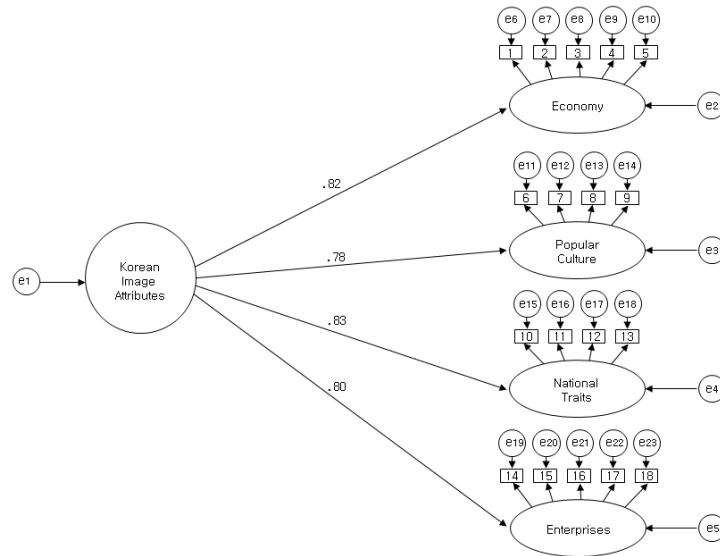 e6 e7 e8 e9 e10
1 2 3 4 5
Economy
e2
.82
e11 e12 e13 e14
6 7 8 9
Popular
Culture
e3
.78
Korean
Image
Attributes
e1
e15 e16 e17 e18
10 11 12 13
National
Traits
e4
.83
.80
e19 e20 e21 e22 e23
14 15 16 17 18
Enterprises
e5